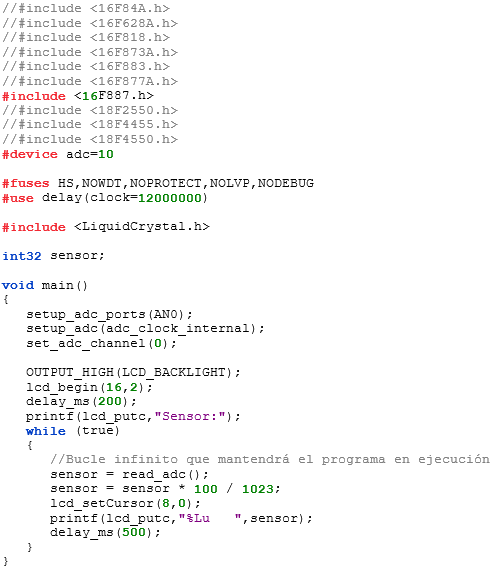 //#include <16F84A.h>
//#include <16F628A.h>
//#include <16F818.h>
//#include <16F873A.h>
//#include <16F883.h>
//#include <16F877A.h>
#include <16F887.h>
//#include <18F2550.h>
//#include <18F4455.h>
//#include <18F4550.h>
#device adc=10

#fuses HS,NOWDT,NOPROTECT,NOLVP,NODEBUG
#use delay(clock=12000000)

#include <LiquidCrystal.h>

int32 sensor;

void main()
{
   setup_adc_ports(AN0);
   setup_adc(adc_clock_internal);
   set_adc_channel(0);

   OUTPUT_HIGH(LCD_BACKLIGHT);
   lcd_begin(16,2);
   delay_ms(200);
   printf(lcd_putc,"Sensor:");
   while (true)
   {
      //Bucle infinito que mantendrá el programa en ejecución
      sensor = read_adc();
      sensor = sensor * 100 / 1023;
      lcd_setCursor(8,0);
      printf(lcd_putc,"%Lu   ",sensor);
      delay_ms(500);
   }
}